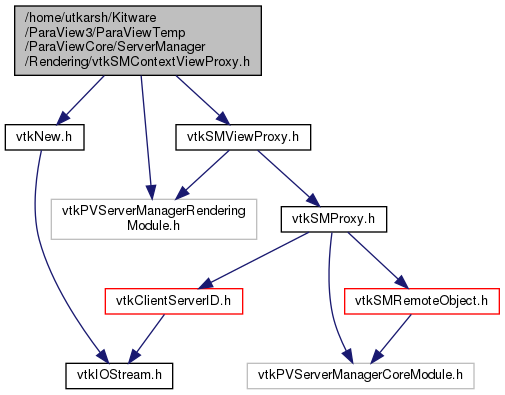 /home/utkarsh/Kitware
/ParaView3/ParaViewTemp
/ParaViewCore/ServerManager
/Rendering/vtkSMContextViewProxy.h
vtkNew.h
vtkSMViewProxy.h
vtkPVServerManagerRendering
Module.h
vtkSMProxy.h
vtkClientServerID.h
vtkSMRemoteObject.h
vtkIOStream.h
vtkPVServerManagerCoreModule.h